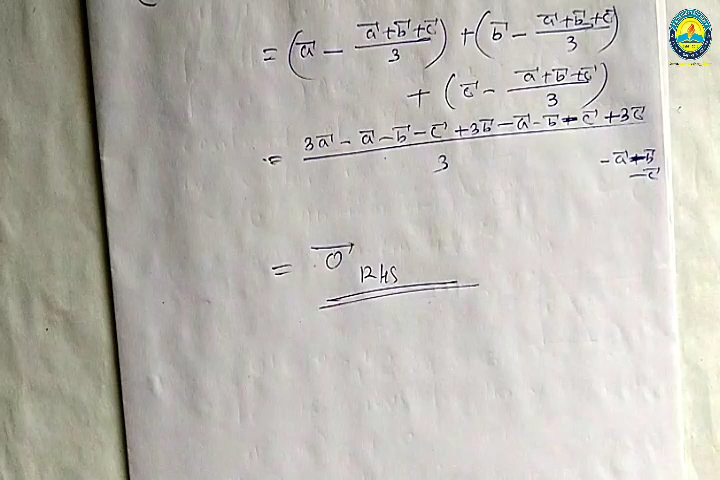 = (a⃗ − (a⃗+b⃗+c⃗)/3) + (b⃗ − (a⃗+b⃗+c⃗)/3)
+ (c⃗ − (a⃗+b⃗+c⃗)/3)
= (3a⃗ − a⃗ − b⃗ − c⃗ + 3b⃗ − a⃗ − b⃗ − c⃗ + 3c⃗ − a⃗ − b⃗ − c⃗)/3
= 0⃗
RHS